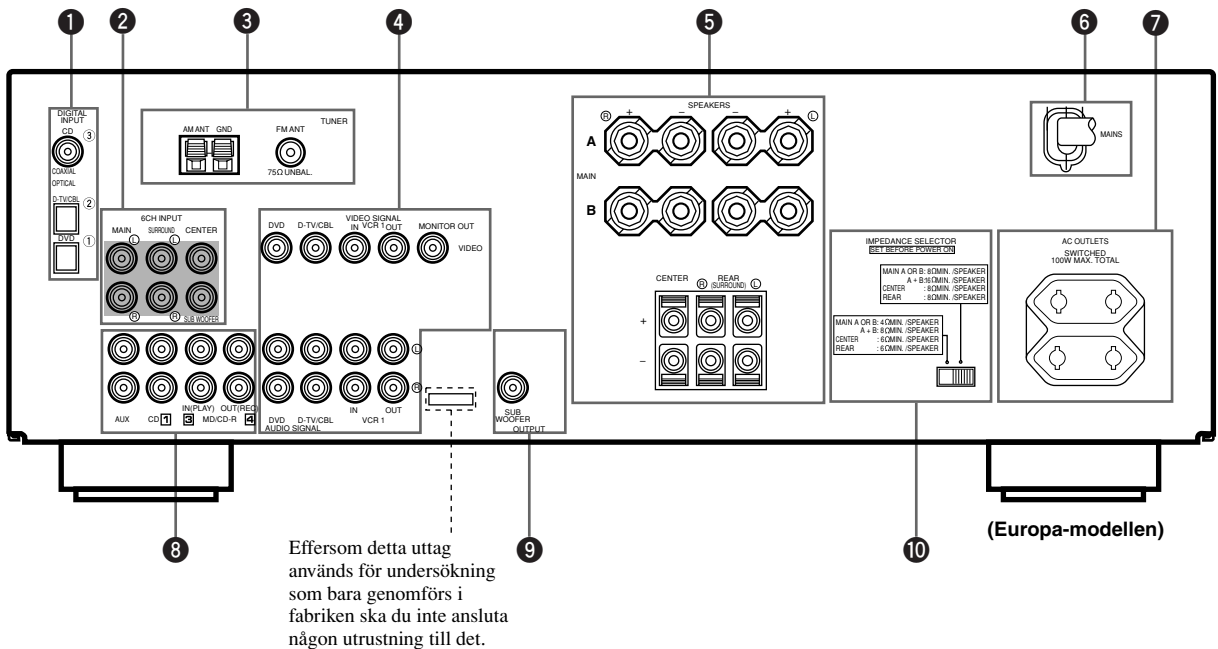 1 2 3 4 5 6 7
DIGITAL
INPUT
CD 3
COAXIAL
OPTICAL
D-TV/CBL 2
DVD 1
6CH INPUT
MAIN L SURROUND L CENTER
R R SUB WOOFER
TUNER
AM ANT GND FM ANT
75Ω UNBAL.
VIDEO SIGNAL
DVD D-TV/CBL IN VCR 1 OUT MONITOR OUT
VIDEO
L
R
IN(PLAY) OUT(REC)
AUX CD 1 3 MD/CD-R 4
IN OUT
DVD D-TV/CBL VCR 1
AUDIO SIGNAL
SUB
WOOFER
OUTPUT
SPEAKERS
R + – – + L
A
MAIN
B
CENTER R REAR L
(SURROUND)
+
–
MAINS
IMPEDANCE SELECTOR
SET BEFORE POWER ON
MAIN A OR B: 8ΩMIN. /SPEAKER
A + B:16ΩMIN. /SPEAKER
CENTER : 8ΩMIN. /SPEAKER
REAR : 8ΩMIN. /SPEAKER
MAIN A OR B: 4ΩMIN. /SPEAKER
A + B: 8ΩMIN. /SPEAKER
CENTER : 6ΩMIN. /SPEAKER
REAR : 6ΩMIN. /SPEAKER
AC OUTLETS
SWITCHED
100W MAX. TOTAL
(Europa-modellen)
8 9 10
Effersom detta uttag
används för undersökning
som bara genomförs i
fabriken ska du inte ansluta
någon utrustning till det.